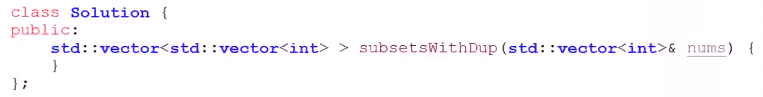 class Solution {
public:
    std::vector<std::vector<int> > subsetsWithDup(std::vector<int>& nums) {
    }
};